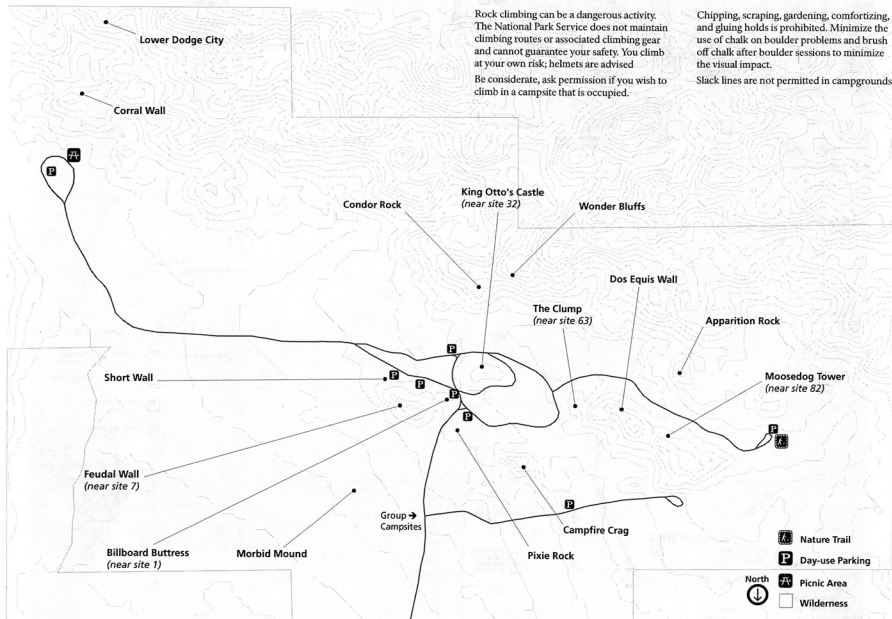 Rock climbing can be a dangerous activity.
The National Park Service does not maintain
climbing routes or associated climbing gear
and cannot guarantee your safety. You climb
at your own risk; helmets are advised
Be considerate, ask permission if you wish to
climb in a campsite that is occupied.
Chipping, scraping, gardening, comfortizing,
and gluing holds is prohibited. Minimize the
use of chalk on boulder problems and brush
off chalk after boulder sessions to minimize
the visual impact.
Slack lines are not permitted in campgrounds
Lower Dodge City
Corral Wall
P
Condor Rock
King Otto's Castle
(near site 32)
Wonder Bluffs
Dos Equis Wall
The Clump
(near site 63)
Apparition Rock
P
Short Wall
P
P
P
P
Moosedog Tower
(near site 82)
P
Feudal Wall
(near site 7)
Group →
Campsites
P
Campfire Crag
Billboard Buttress
(near site 1)
Morbid Mound
Pixie Rock
Nature Trail
P Day-use Parking
Picnic Area
Wilderness
North